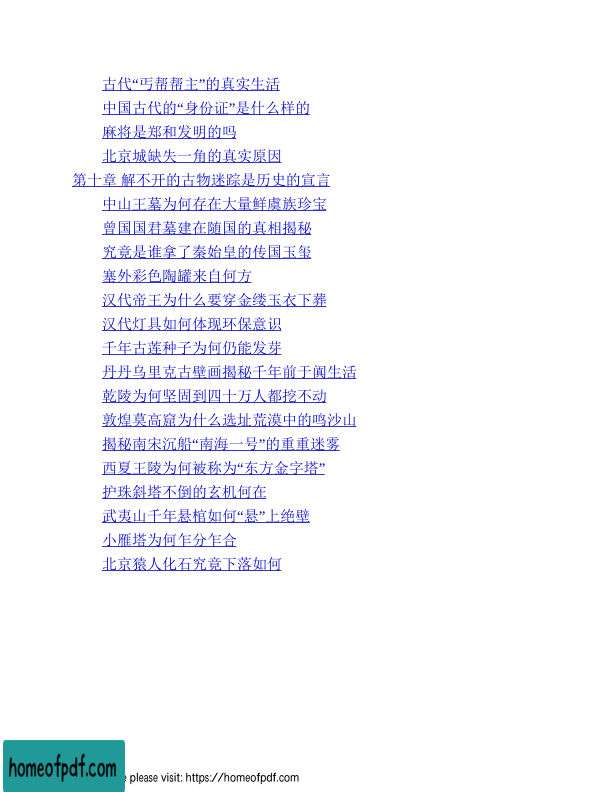 古代“丐帮帮主”的真实生活
中国古代的“身份证”是什么样的
麻将是郑和发明的吗
北京城缺失一角的真实原因
第十章 解不开的古物迷踪是历史的宣言
中山王墓为何存在大量鲜虞族珍宝
曾国国君墓建在随国的真相揭秘
究竟是谁拿了秦始皇的传国玉玺
塞外彩色陶罐来自何方
汉代帝王为什么要穿金缕玉衣下葬
汉代灯具如何体现环保意识
千年古莲种子为何仍能发芽
丹丹乌里克古壁画揭秘千年前于阗生活
乾陵为何坚固到四十万人都挖不动
敦煌莫高窟为什么选址荒漠中的鸣沙山
揭秘南宋沉船“南海一号”的重重迷雾
西夏王陵为何被称为“东方金字塔”
护珠斜塔不倒的玄机何在
武夷山千年悬棺如何“悬”上绝壁
小雁塔为何乍分乍合
北京猿人化石究竟下落如何
homeofpdf.com
e please visit: https://homeofpdf.com